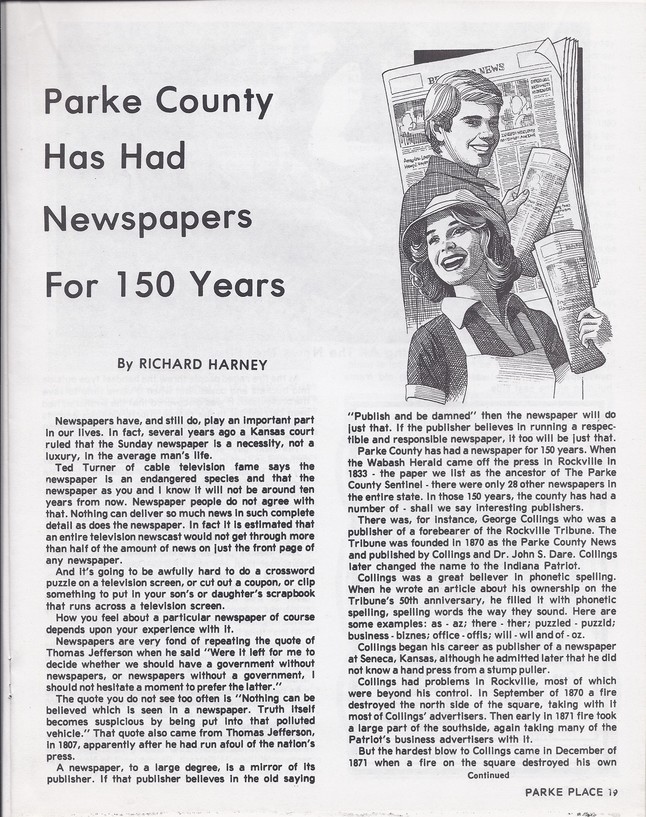 Parke County
Has Had
Newspapers
For 150 Years
NEWS
By RICHARD HARNEY
Newspapers have, and still do, play an important part
in our lives. In fact, several years ago a Kansas court
ruled that the Sunday newspaper is a necessity, not a
luxury, in the average man's life.
Ted Turner of cable television fame says the
newspaper is an endangered species and that the
newspaper as you and I know it will not be around ten
years from now. Newspaper people do not agree with
that. Nothing can deliver so much news in such complete
detail as does the newspaper. In fact it is estimated that
an entire television newscast would not get through more
than half of the amount of news on just the front page of
any newspaper.
And it's going to be awfully hard to do a crossword
puzzle on a television screen, or cut out a coupon, or clip
something to put in your son's or daughter's scrapbook
that runs across a television screen.
How you feel about a particular newspaper of course
depends upon your experience with it.
Newspapers are very fond of repeating the quote of
Thomas Jefferson when he said "Were it left for me to
decide whether we should have a government without
newspapers, or newspapers without a government, I
should not hesitate a moment to prefer the latter."
The quote you do not see too often is "Nothing can be
believed which is seen in a newspaper. Truth itself
becomes suspicious by being put into that polluted
vehicle." That quote also came from Thomas Jefferson,
in 1807, apparently after he had run afoul of the nation's
press.
A newspaper, to a large degree, is a mirror of its
publisher. If that publisher believes in the old saying
"Publish and be damned" then the newspaper will do
just that. If the publisher believes in running a respec-
tible and responsible newspaper, it too will be just that.
Parke County has had a newspaper for 150 years. When
the Wabash Herald came off the press in Rockville in
1833 - the paper we list as the ancestor of The Parke
County Sentinel - there were only 28 other newspapers in
the entire state. In those 150 years, the county has had a
number of - shall we say interesting publishers.
There was, for instance, George Collings who was a
publisher of a forebearer of the Rockville Tribune. The
Tribune was founded in 1870 as the Parke County News
and published by Collings and Dr. John S. Dare. Collings
later changed the name to the Indiana Patriot.
Collings was a great believer in phonetic spelling.
When he wrote an article about his ownership on the
Tribune's 50th anniversary, he filled it with phonetic
spelling, spelling words the way they sound. Here are
some examples: as - az; there - ther; puzzled - puzzld;
business - biznes; office - offis; will - wil and of - oz.
Collings began his career as publisher of a newspaper
at Seneca, Kansas, although he admitted later that he did
not know a hand press from a stump puller.
Collings had problems in Rockville, most of which
were beyond his control. In September of 1870 a fire
destroyed the north side of the square, taking with it
most of Collings' advertisers. Then early in 1871 fire took
a large part of the southside, again taking many of the
Patriot's business advertisers with it.
But the hardest blow to Collings came in December of
1871 when a fire on the square destroyed his own
Continued
PARKE PLACE 19